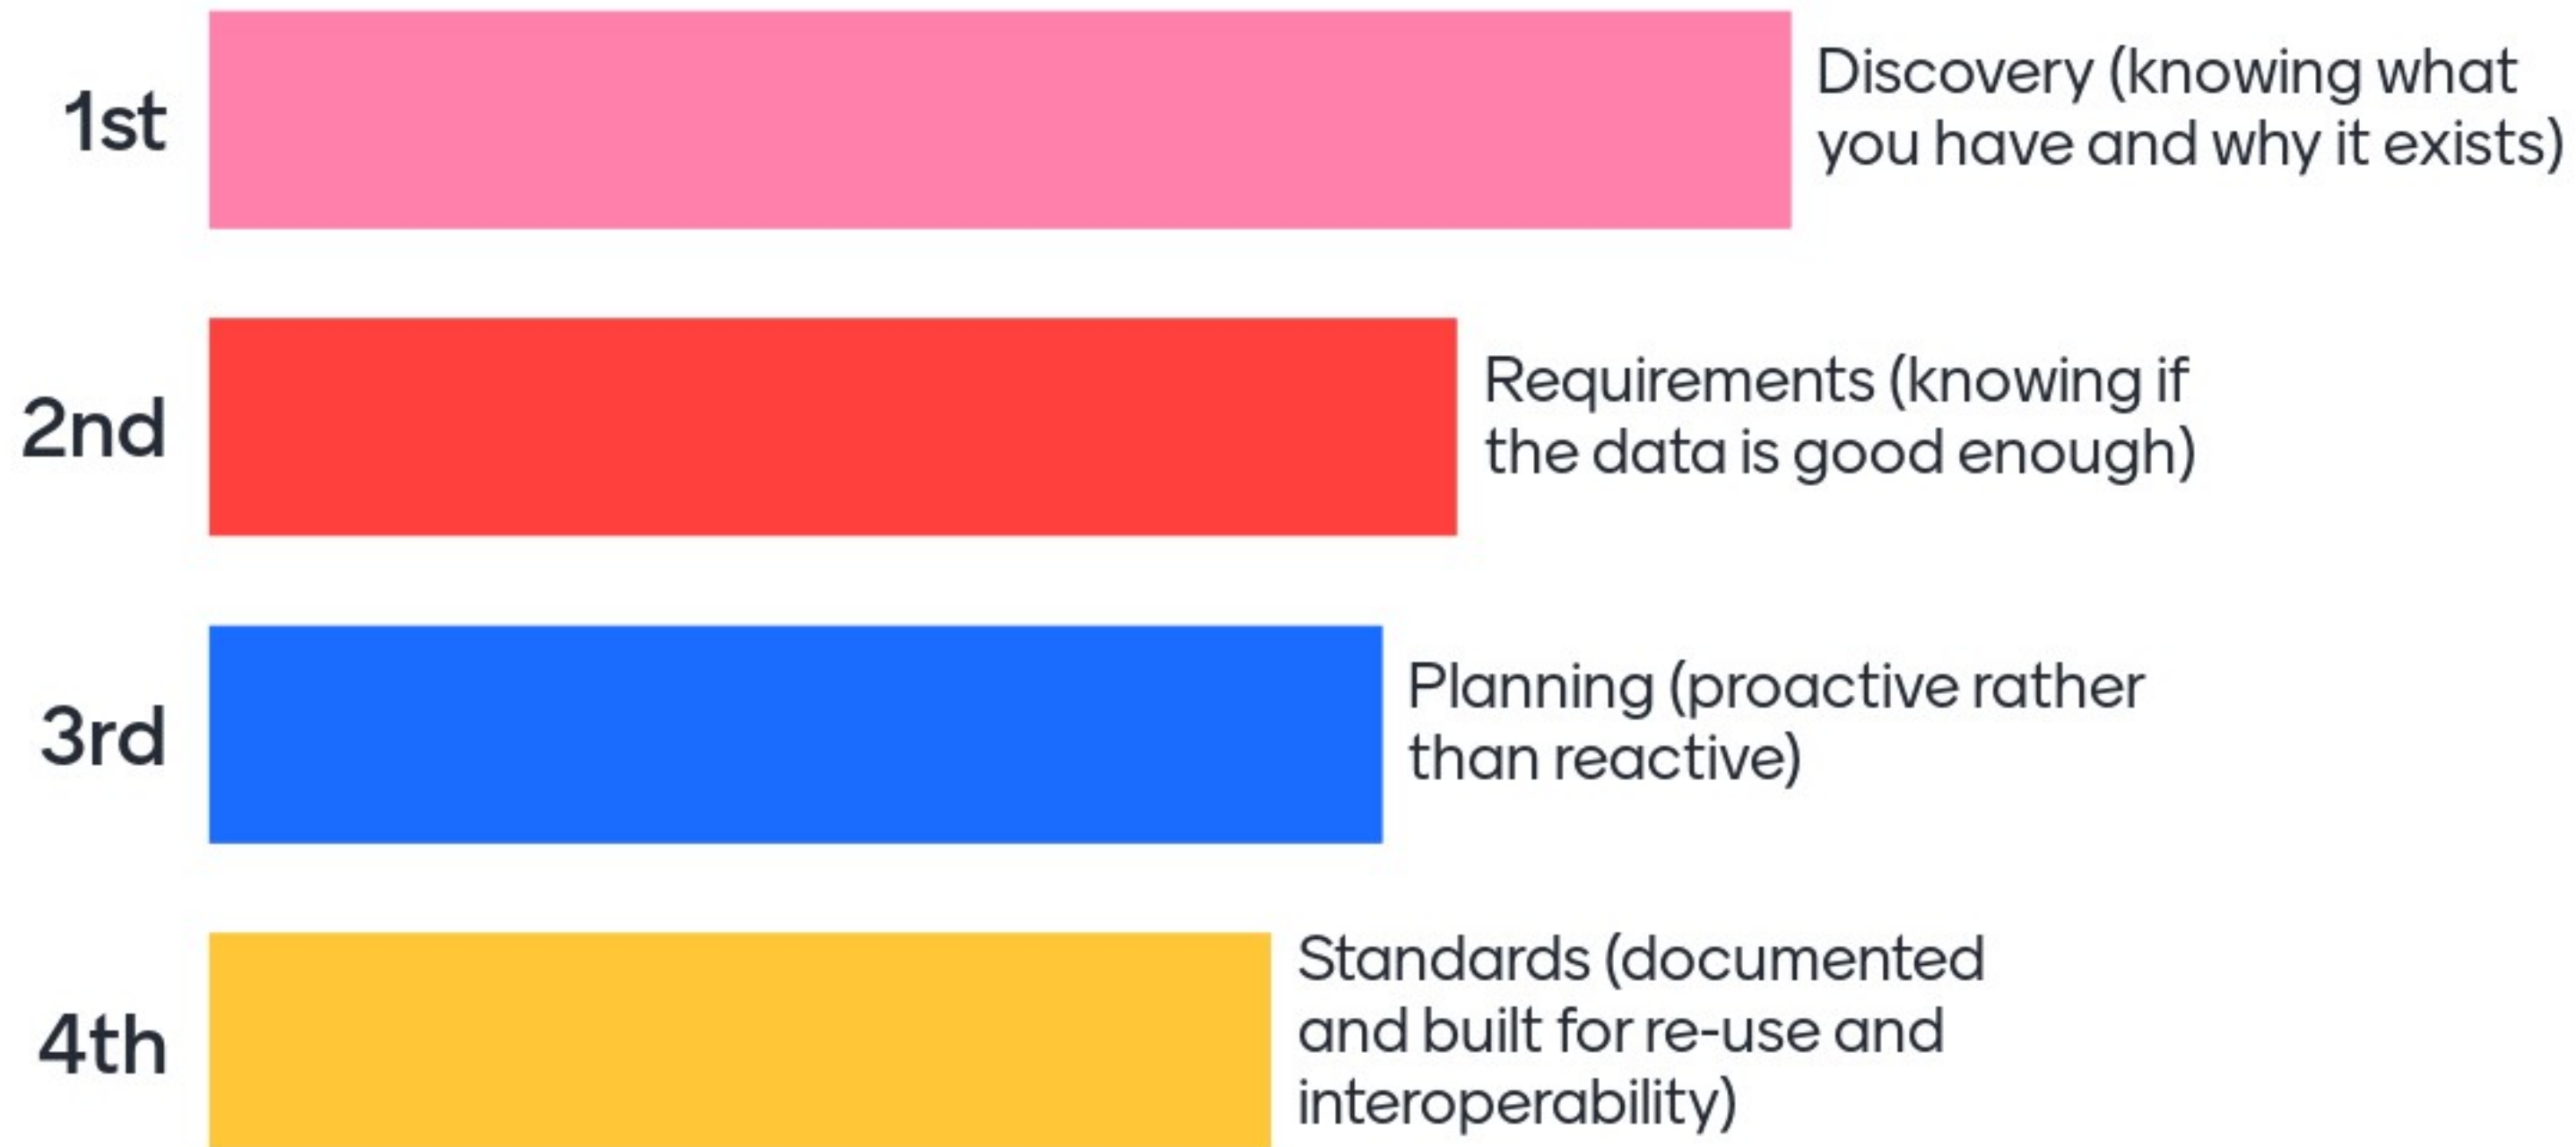 1st
Discovery (knowing what
you have and why it exists)
2nd
Requirements (knowing if
the data is good enough)
3rd
Planning (proactive rather
than reactive)
4th
Standards (documented
and built for re-use and
interoperability)